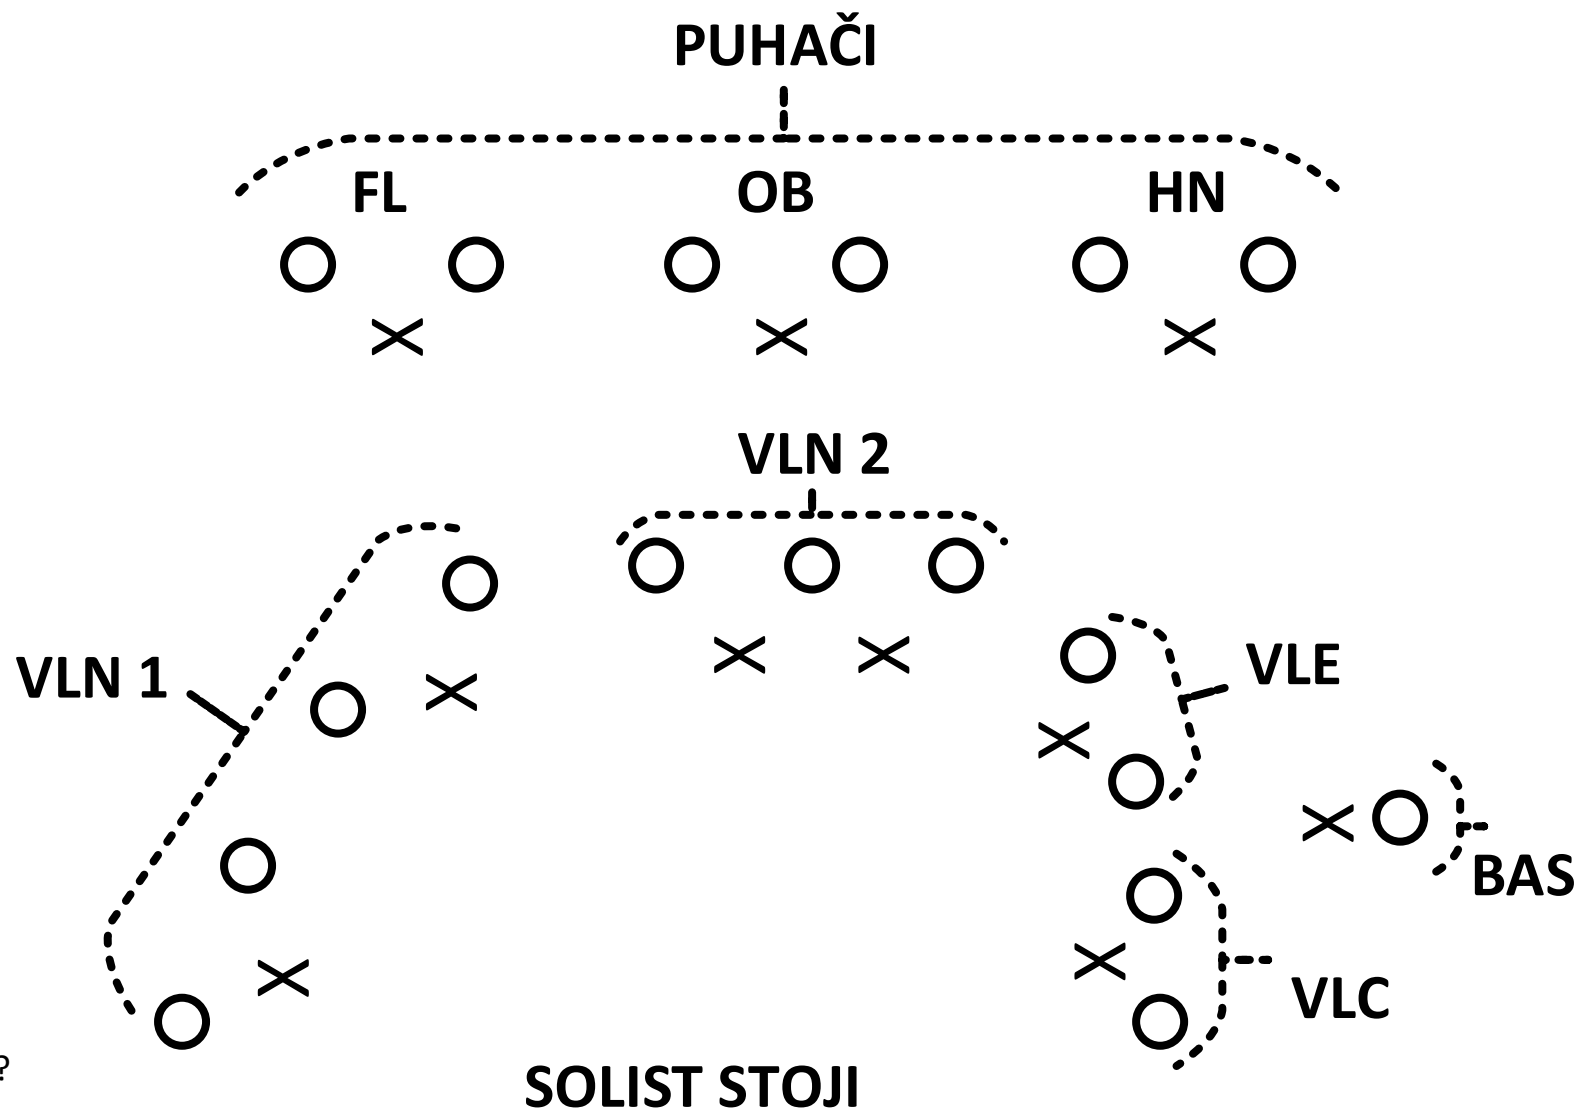 PUHAČI
FL
OB
HN
VLN 2
VLN 1
VLE
BAS
VLC
?
SOLIST STOJI